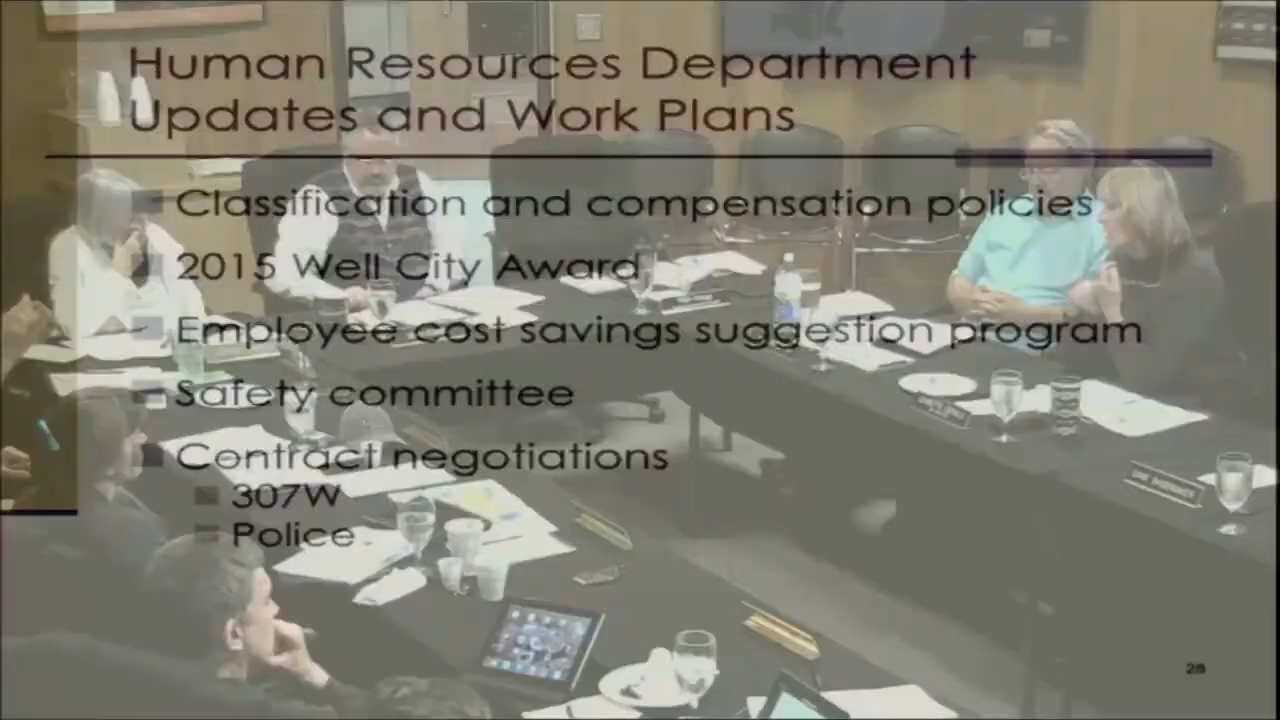 Human Resources Department
Updates and Work Plans
Classification and compensation policies
2015 Well City Award
Employee cost savings suggestion program
Safety committee
Contract negotiations
307W
Police
28